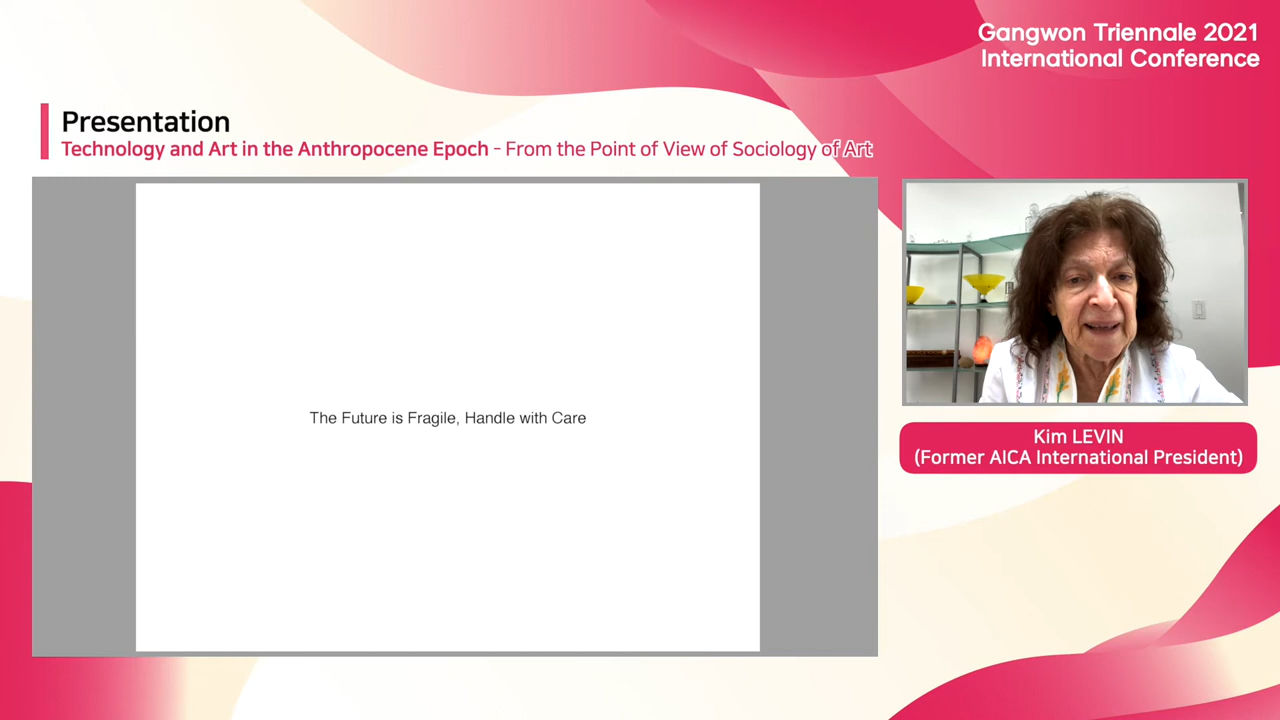 Gangwon Triennale 2021
International Conference
Presentation
Technology and Art in the Anthropocene Epoch - From the Point of View of Sociology of Art
The Future is Fragile, Handle with Care
Kim LEVIN
(Former AICA International President)